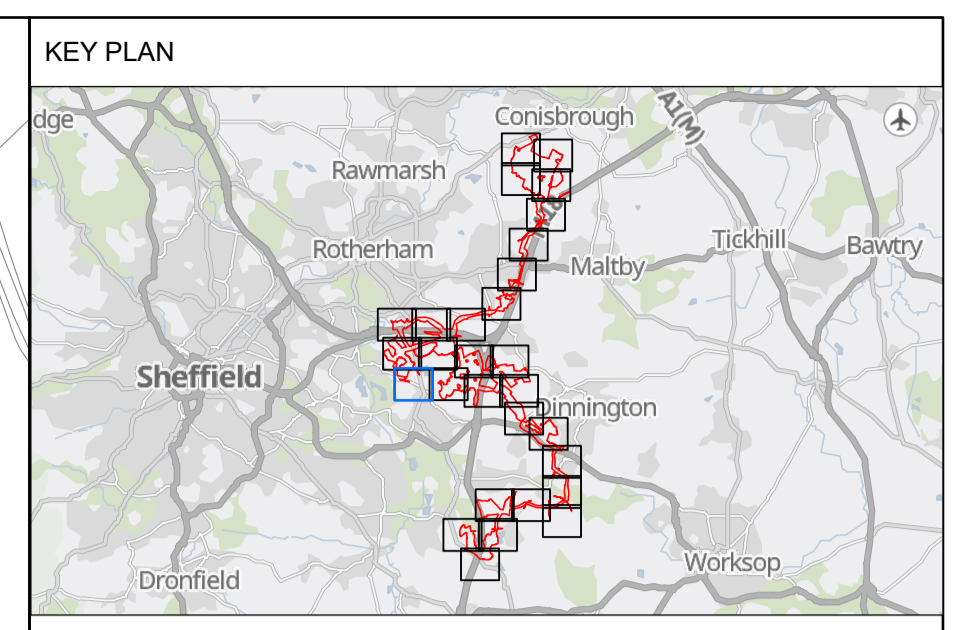 KEY PLAN
dge
Conisbrough
A1(M)
Rawmarsh
Rotherham
Tickhill
Bawtry
Maltby
Sheffield
Dinnington
Worksop
Dronfield